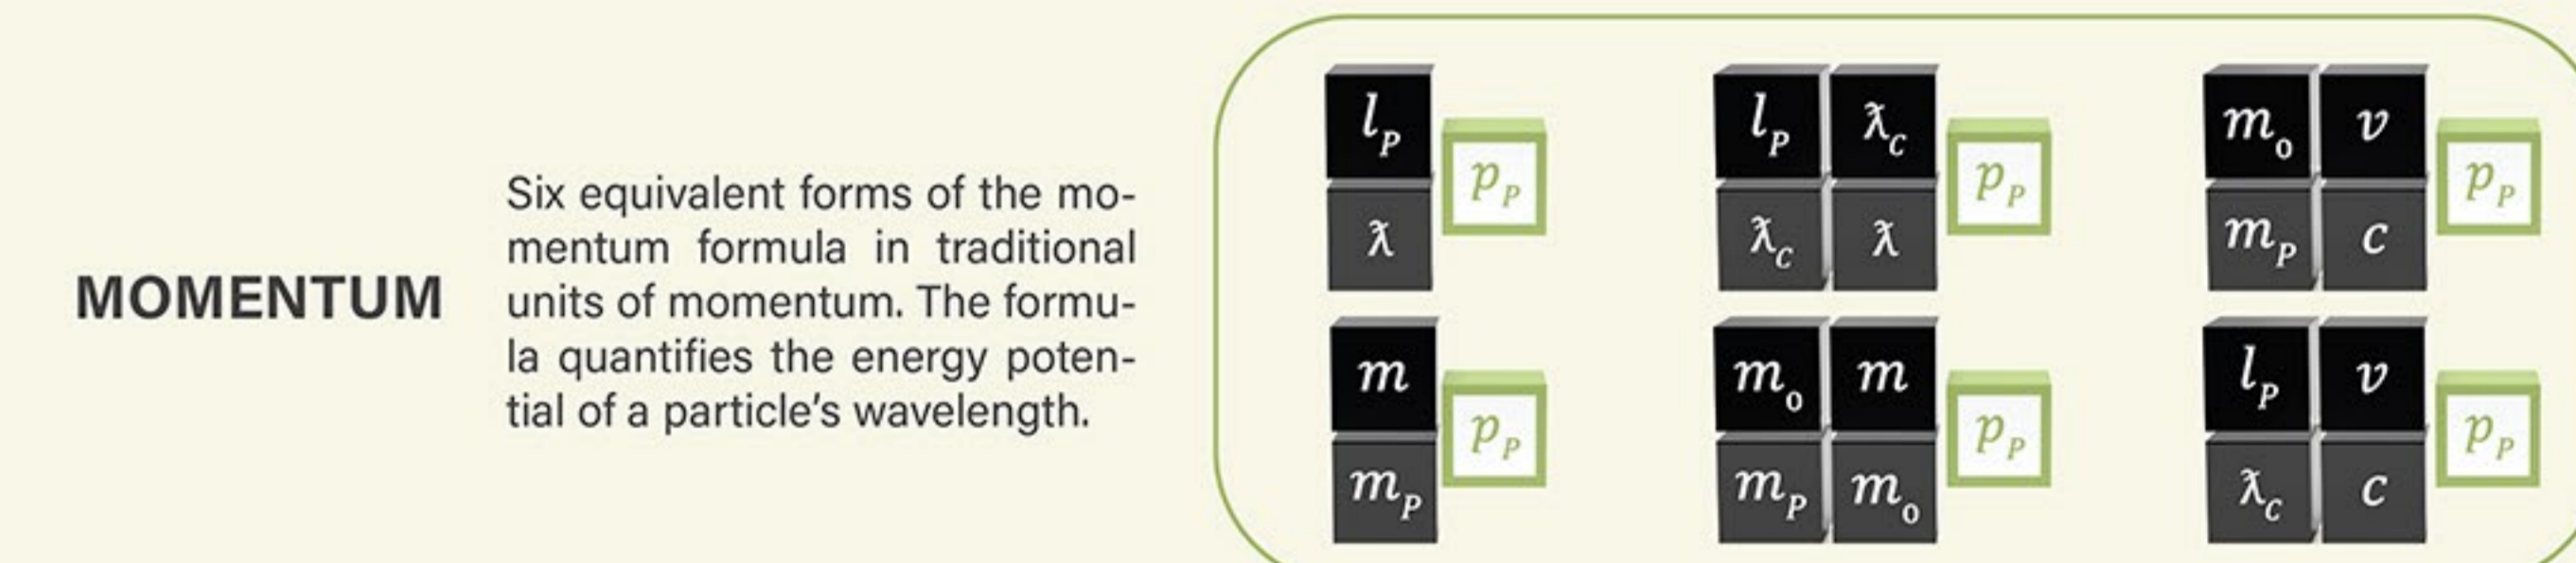 MOMENTUM
Six equivalent forms of the mo-
mentum formula in traditional
units of momentum. The formu-
la quantifies the energy poten-
tial of a particle’s wavelength.
l_P p_P
ƛ
l_P ƛ_C p_P
ƛ_C ƛ
m_0 v p_P
m_P c
m p_P
m_P
m_0 m p_P
m_P m_0
l_P v p_P
ƛ_C c